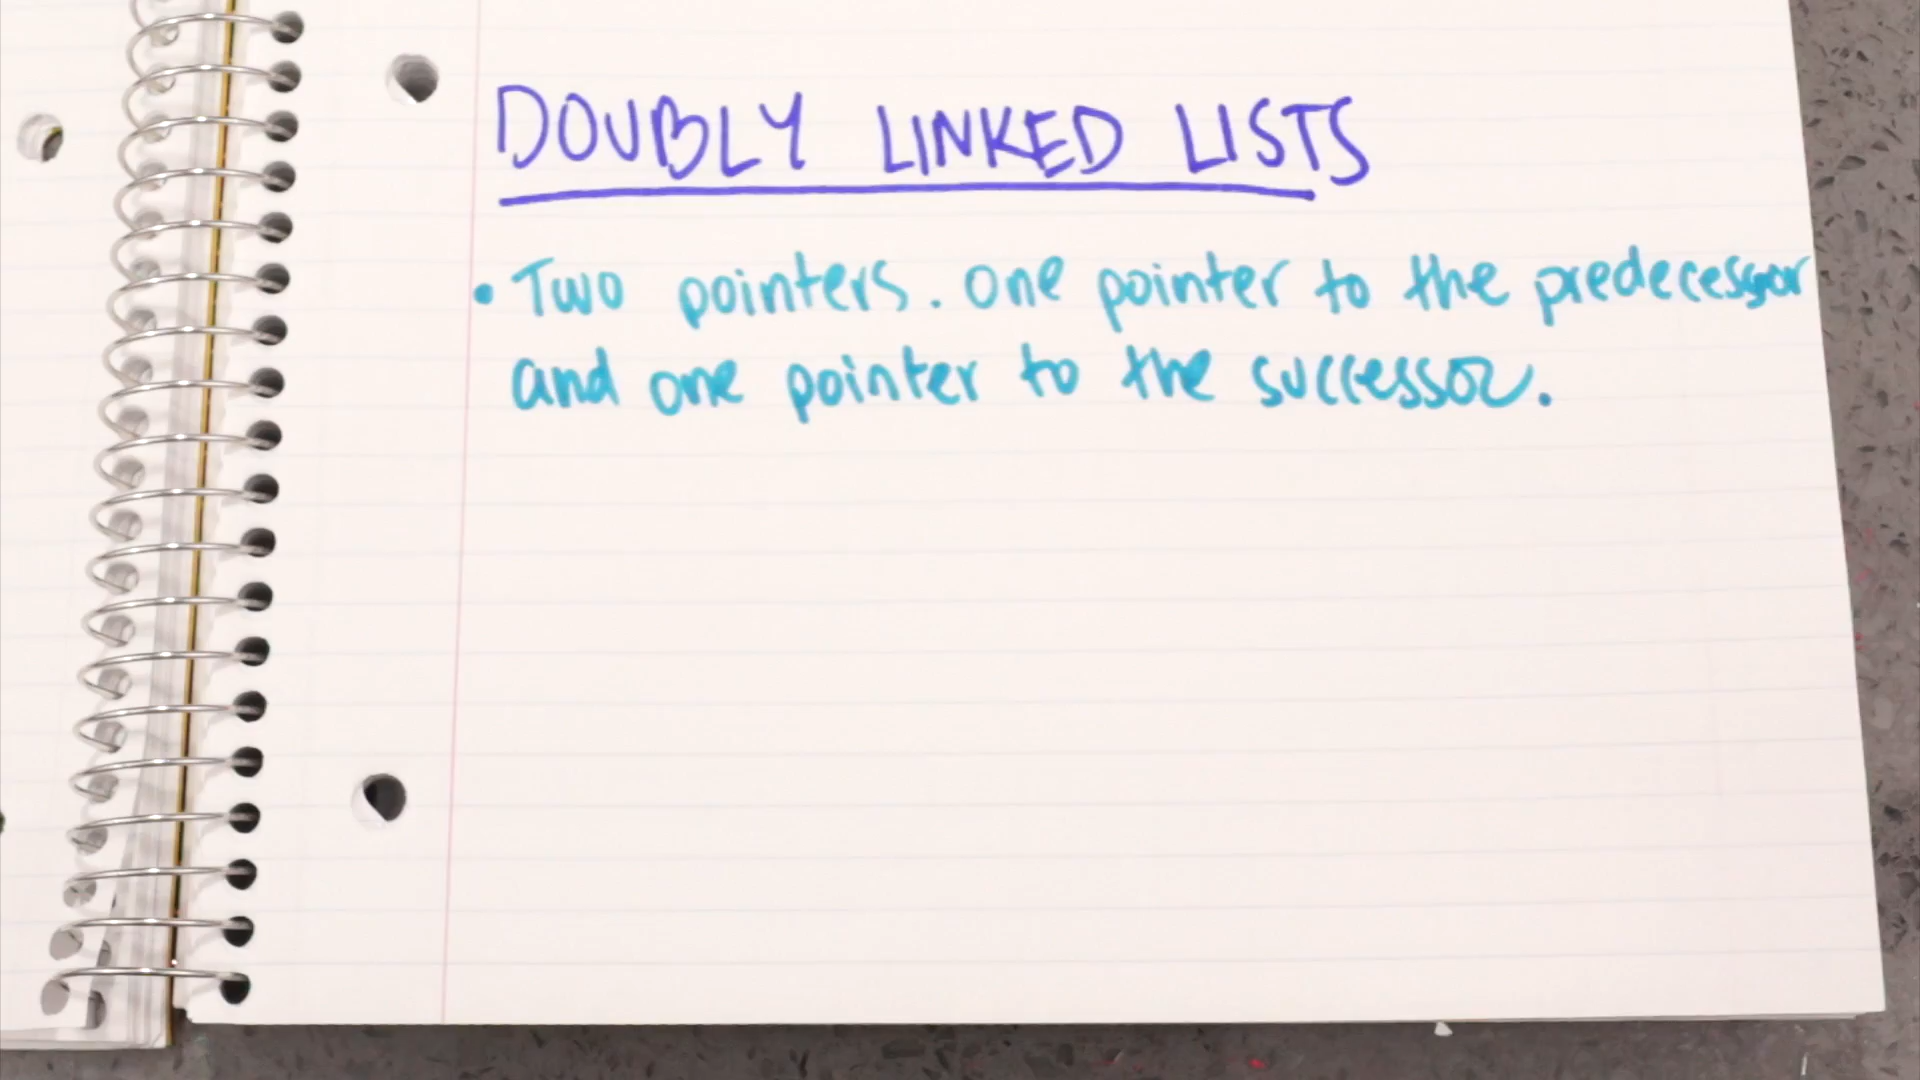 DOUBLY LINKED LISTS
• Two pointers. One pointer to the predecessor
and one pointer to the successor.